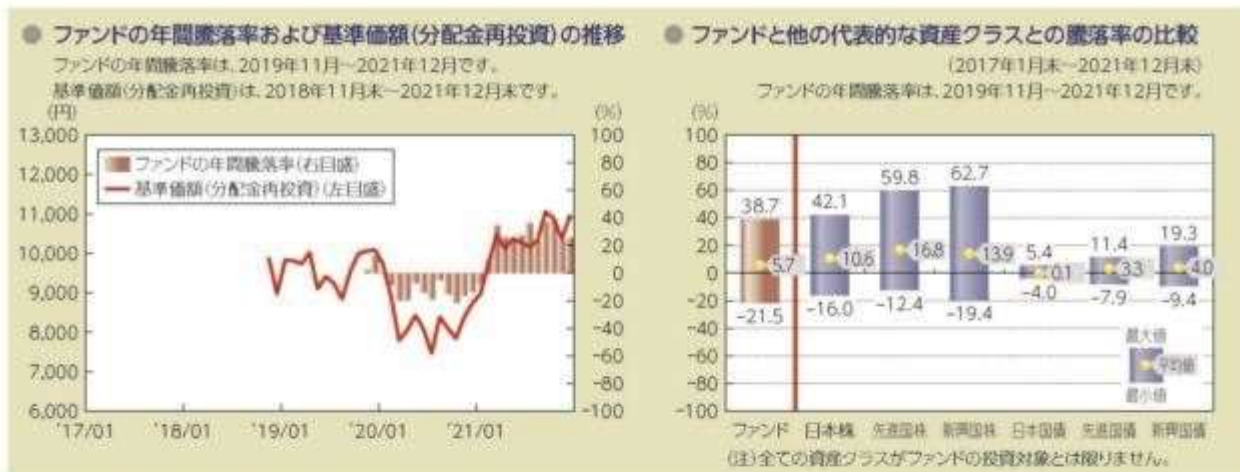 ● ファンドの年間騰落率および基準価額(分配金再投資)の推移
ファンドの年間騰落率は、2019年11月~2021年12月です。
基準価額(分配金再投資)は、2018年11月末~2021年12月末です。
(円)
(%)
13,000
12,000
11,000
10,000
9,000
8,000
7,000
6,000
100
80
60
40
20
0
-20
-40
-60
-80
-100
ファンドの年間騰落率(右目盛)
基準価額(分配金再投資)(左目盛)
'17/01 '18/01 '19/01 '20/01 '21/01
● ファンドと他の代表的な資産クラスとの騰落率の比較
(2017年1月末~2021年12月末)
ファンドの年間騰落率は、2019年11月~2021年12月です。
(%)
100
80
60
40
20
0
-20
-40
-60
-80
-100
38.7 42.1 59.8 62.7 5.4 11.4 19.3
5.7 10.6 16.8 13.9 0.1 3.3 4.0
-21.5 -16.0 -12.4 -19.4 -4.0 -7.9 -9.4
最大値
平均値
最小値
ファンド 日本株 先進国株 新興国株 日本国債 先進国債 新興国債
(注)全ての資産クラスがファンドの投資対象とは限りません。